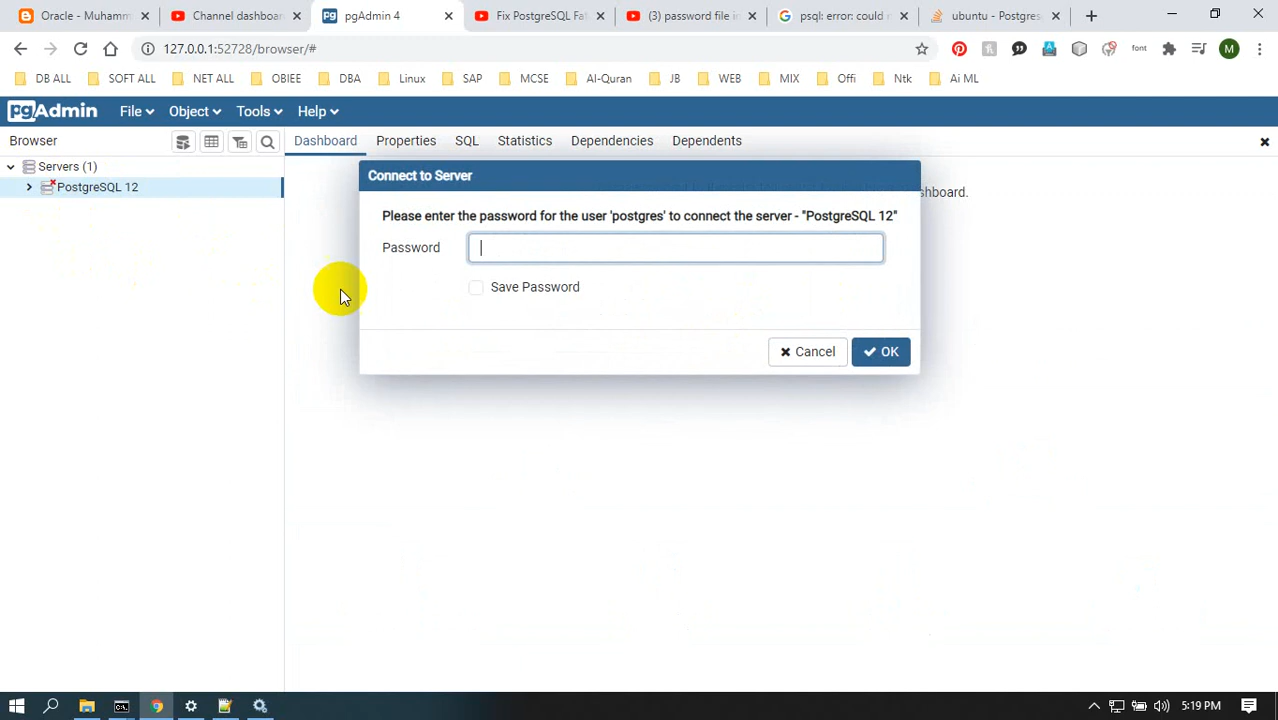 Oracle - Muhamm
Channel dashboar
pgAdmin 4
Fix PostgreSQL Fa
(3) password file i
psql: error: could
ubuntu - Postgres
127.0.0.1:52728/browser/#
font
M
DB ALL
SOFT ALL
NET ALL
OBIEE
DBA
Linux
SAP
MCSE
Al-Quran
JB
WEB
MIX
Offi
Ntk
Ai ML
pgAdmin
File
Object
Tools
Help
Browser
Dashboard
Properties
SQL
Statistics
Dependencies
Dependents
Servers (1)
PostgreSQL 12
Connect to Server
hboard.
Please enter the password for the user 'postgres' to connect the server - "PostgreSQL 12"
Password
Save Password
Cancel
OK
5:19 PM